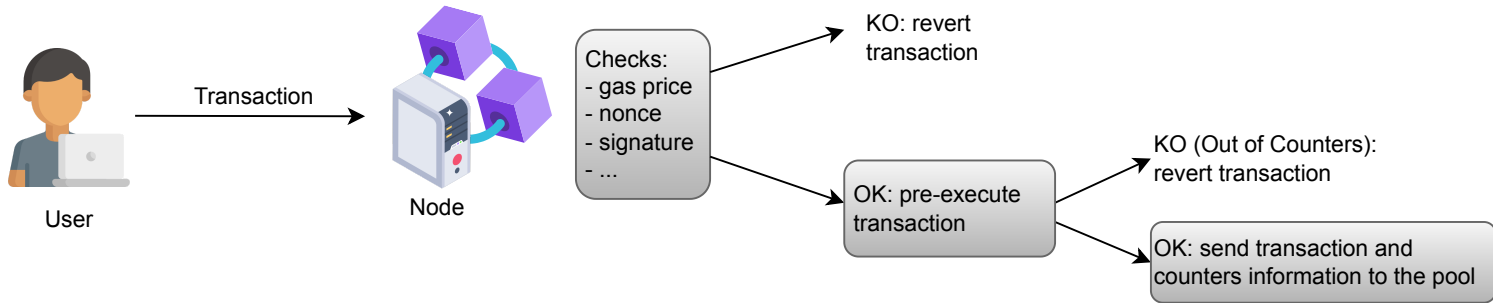 User
Transaction
Node
Checks:
- gas price
- nonce
- signature
- ...
KO: revert
transaction
OK: pre-execute
transaction
KO (Out of Counters):
revert transaction
OK: send transaction and
counters information to the pool